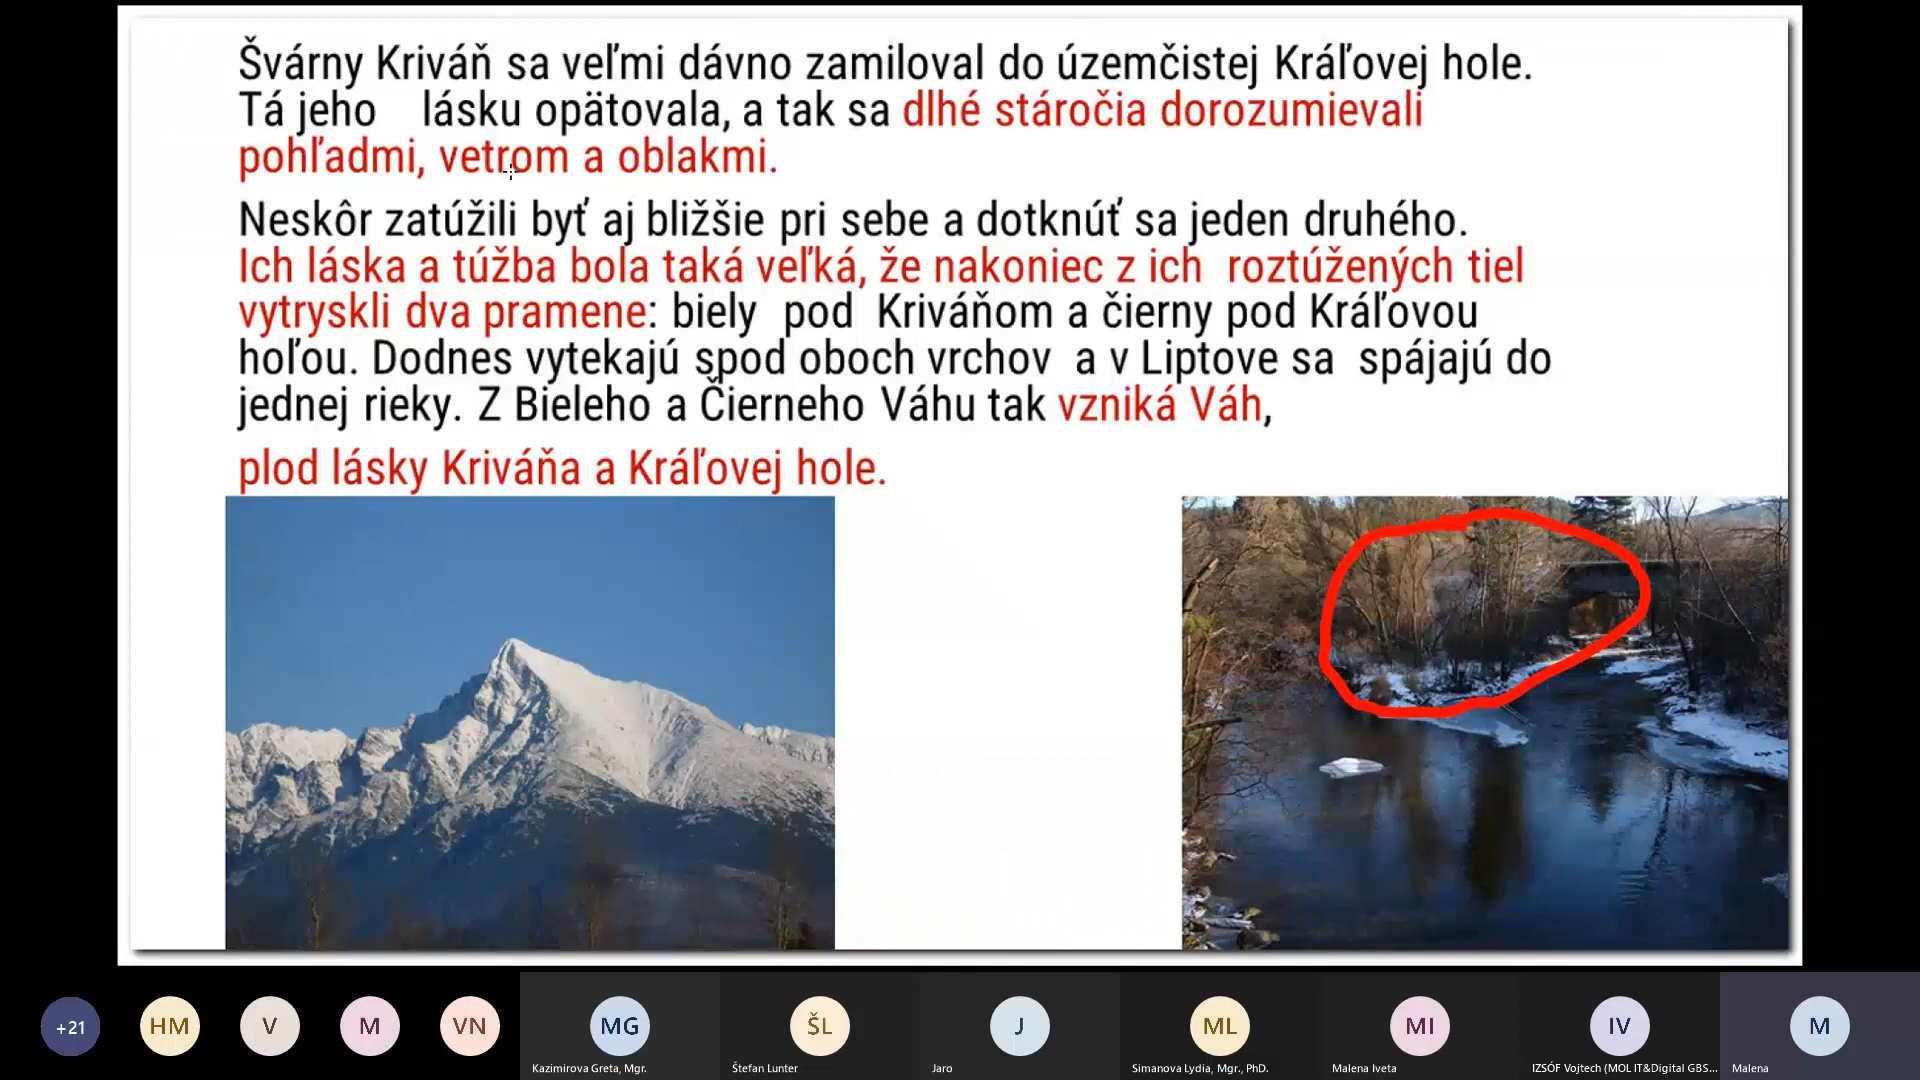 Švárny Kriváň sa veľmi dávno zamiloval do územčistej Kráľovej hole.
Tá jeho lásku opätovala, a tak sa dlhé stáročia dorozumievali
pohľadmi, vetrom a oblakmi.
Neskôr zatúžili byť aj bližšie pri sebe a dotknúť sa jeden druhého.
Ich láska a túžba bola taká veľká, že nakoniec z ich roztúžených tiel
vytryskli dva pramene: biely pod Kriváňom a čierny pod Kráľovou
hoľou. Dodnes vytekajú spod oboch vrchov a v Liptove sa spájajú do
jednej rieky. Z Bieleho a Čierneho Váhu tak vzniká Váh,
plod lásky Kriváňa a Kráľovej hole.
+21 HM V M VN MG ŠL J ML MI IV M
Kazimirova Greta, Mgr. Štefan Lunter Jaro Simanova Lydia, Mgr., PhD. Malena Iveta IZSÓF Vojtech (MOL IT&Digital GBS... Malena